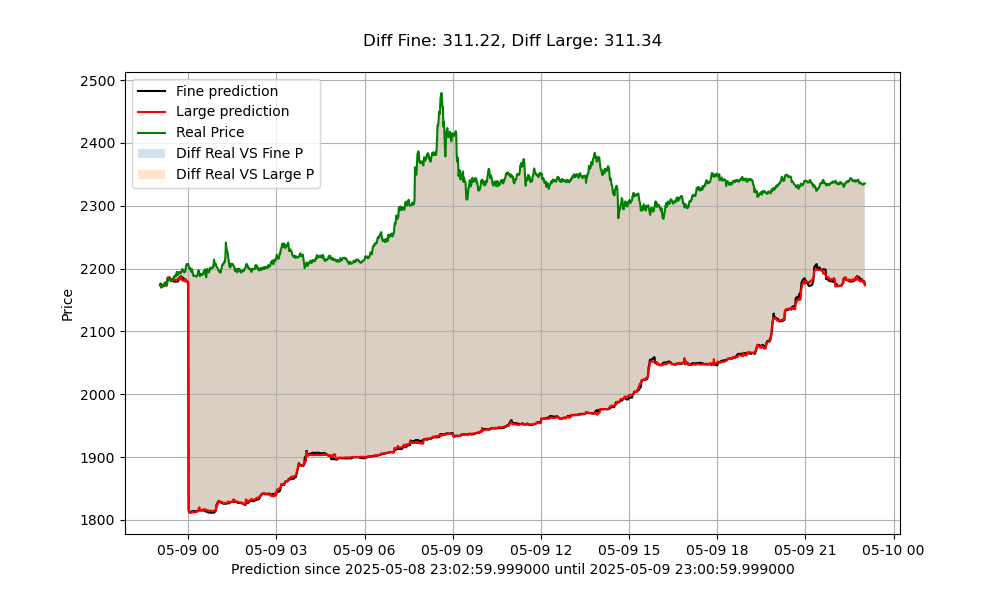 Diff Fine: 311.22, Diff Large: 311.34
2500
2400
2300
2200
2100
2000
1900
1800
Price
Fine prediction
Large prediction
Real Price
Diff Real VS Fine P
Diff Real VS Large P
05-09 00 05-09 03 05-09 06 05-09 09 05-09 12 05-09 15 05-09 18 05-09 21 05-10 00
Prediction since 2025-05-08 23:02:59.999000 until 2025-05-09 23:00:59.999000